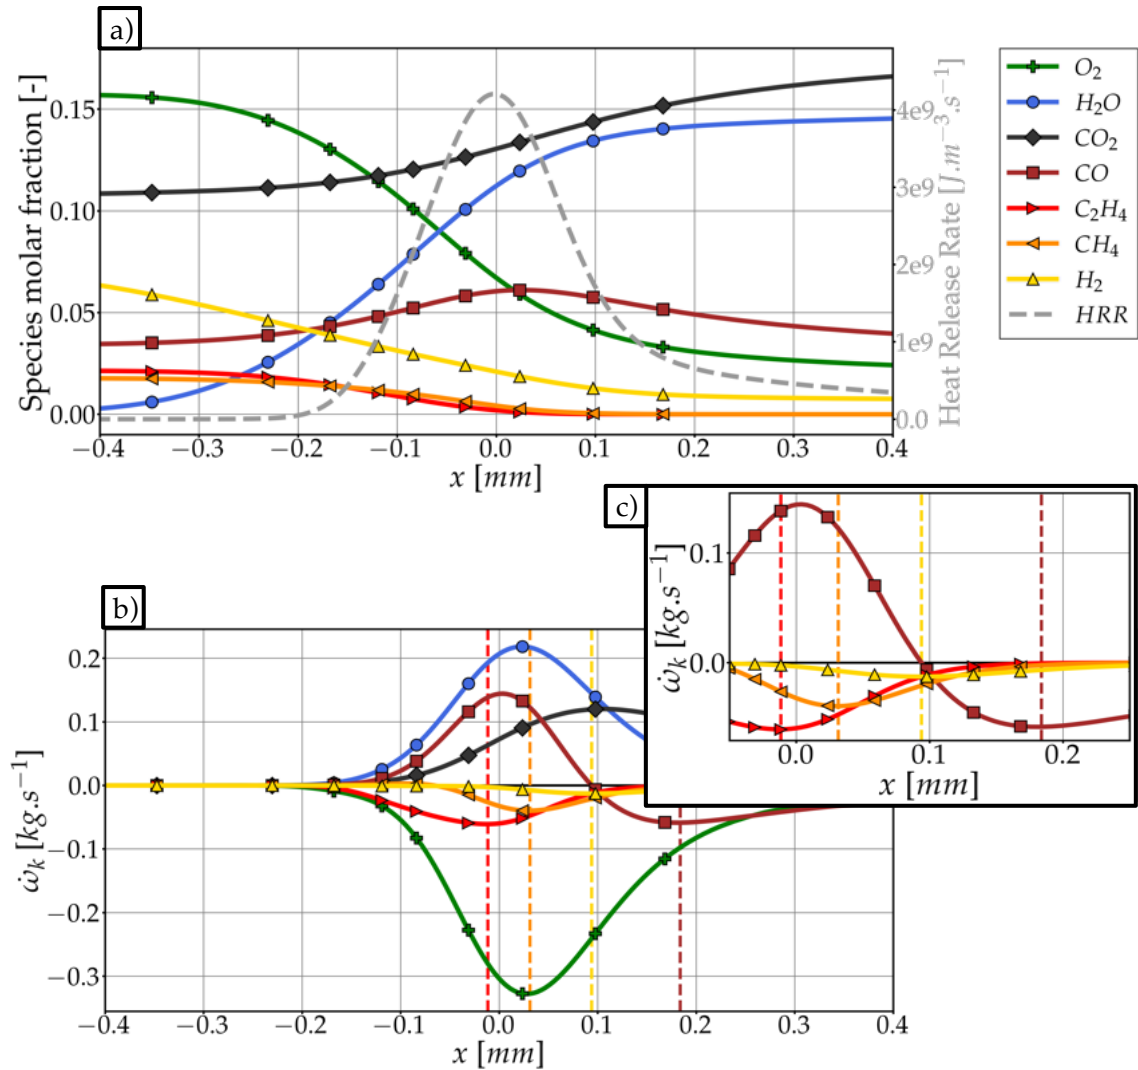 a)
Species molar fraction [-]
0.15
0.10
0.05
0.00
−0.4 −0.3 −0.2 −0.1 0.0 0.1 0.2 0.3 0.4
x [mm]
4e9
3e9
2e9
1e9
0.0
Heat Release Rate [J.m⁻³.s⁻¹]
O₂
H₂O
CO₂
CO
C₂H₄
CH₄
H₂
HRR
c)
ω̇ₖ [kg.s⁻¹]
0.1
0.0
0.0 0.1 0.2
x [mm]
b)
ω̇ₖ [kg.s⁻¹]
0.2
0.1
0.0
−0.1
−0.2
−0.3
−0.4 −0.3 −0.2 −0.1 0.0 0.1 0.2 0.3 0.4
x [mm]